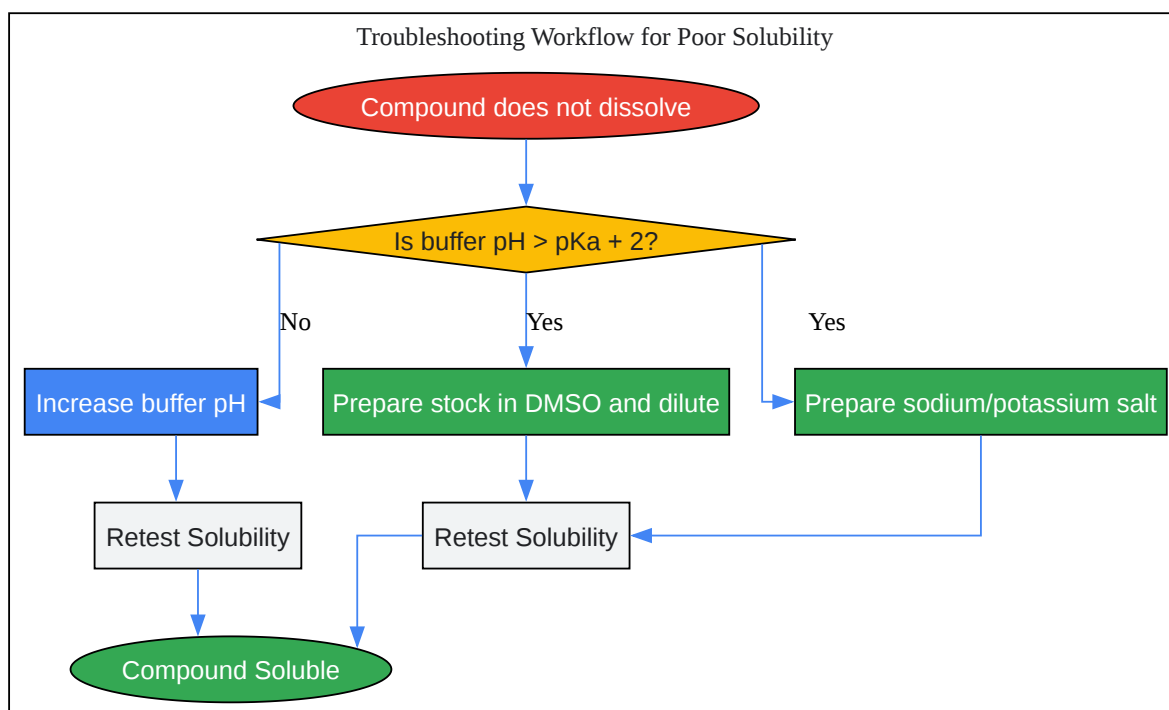 Troubleshooting Workflow for Poor Solubility
Compound does not dissolve
Is buffer pH > pKa + 2?
No
Yes
Yes
Increase buffer pH
Prepare stock in DMSO and dilute
Prepare sodium/potassium salt
Retest Solubility
Retest Solubility
Compound Soluble